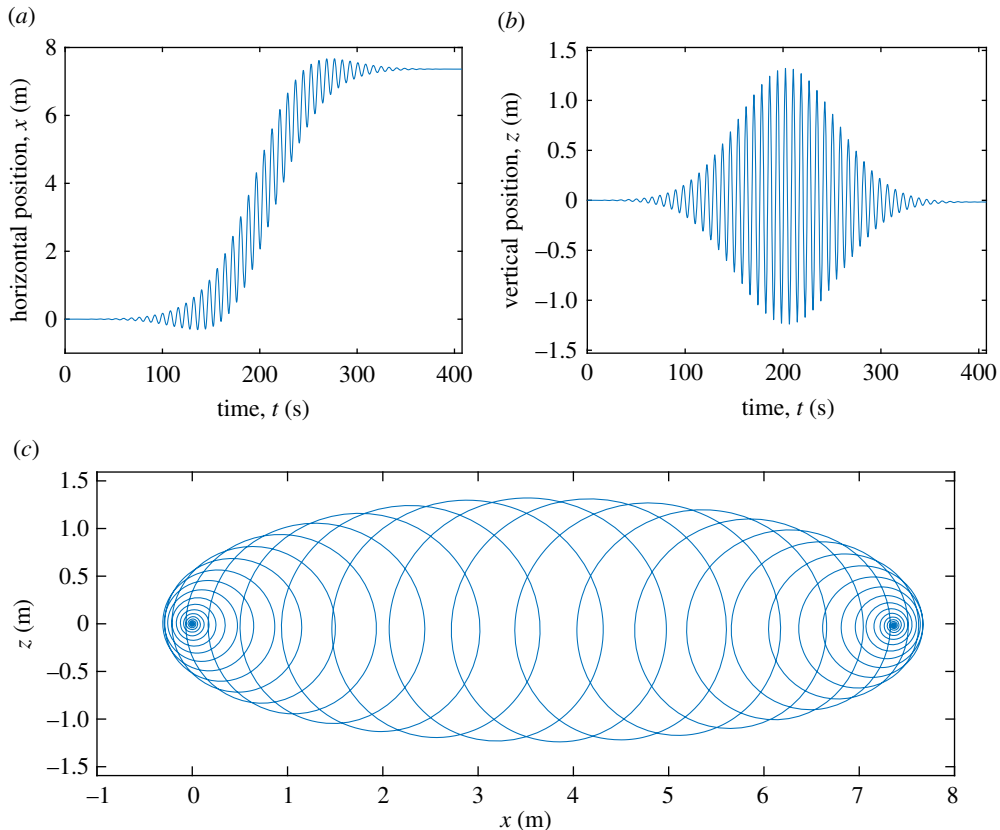 (a)
8
6
4
2
0
horizontal position, x (m)
0 100 200 300 400
time, t (s)
(b)
1.5
1.0
0.5
0
–0.5
–1.0
–1.5
vertical position, z (m)
0 100 200 300 400
time, t (s)
(c)
1.5
1.0
0.5
0
–0.5
–1.0
–1.5
z (m)
–1 0 1 2 3 4 5 6 7 8
x (m)